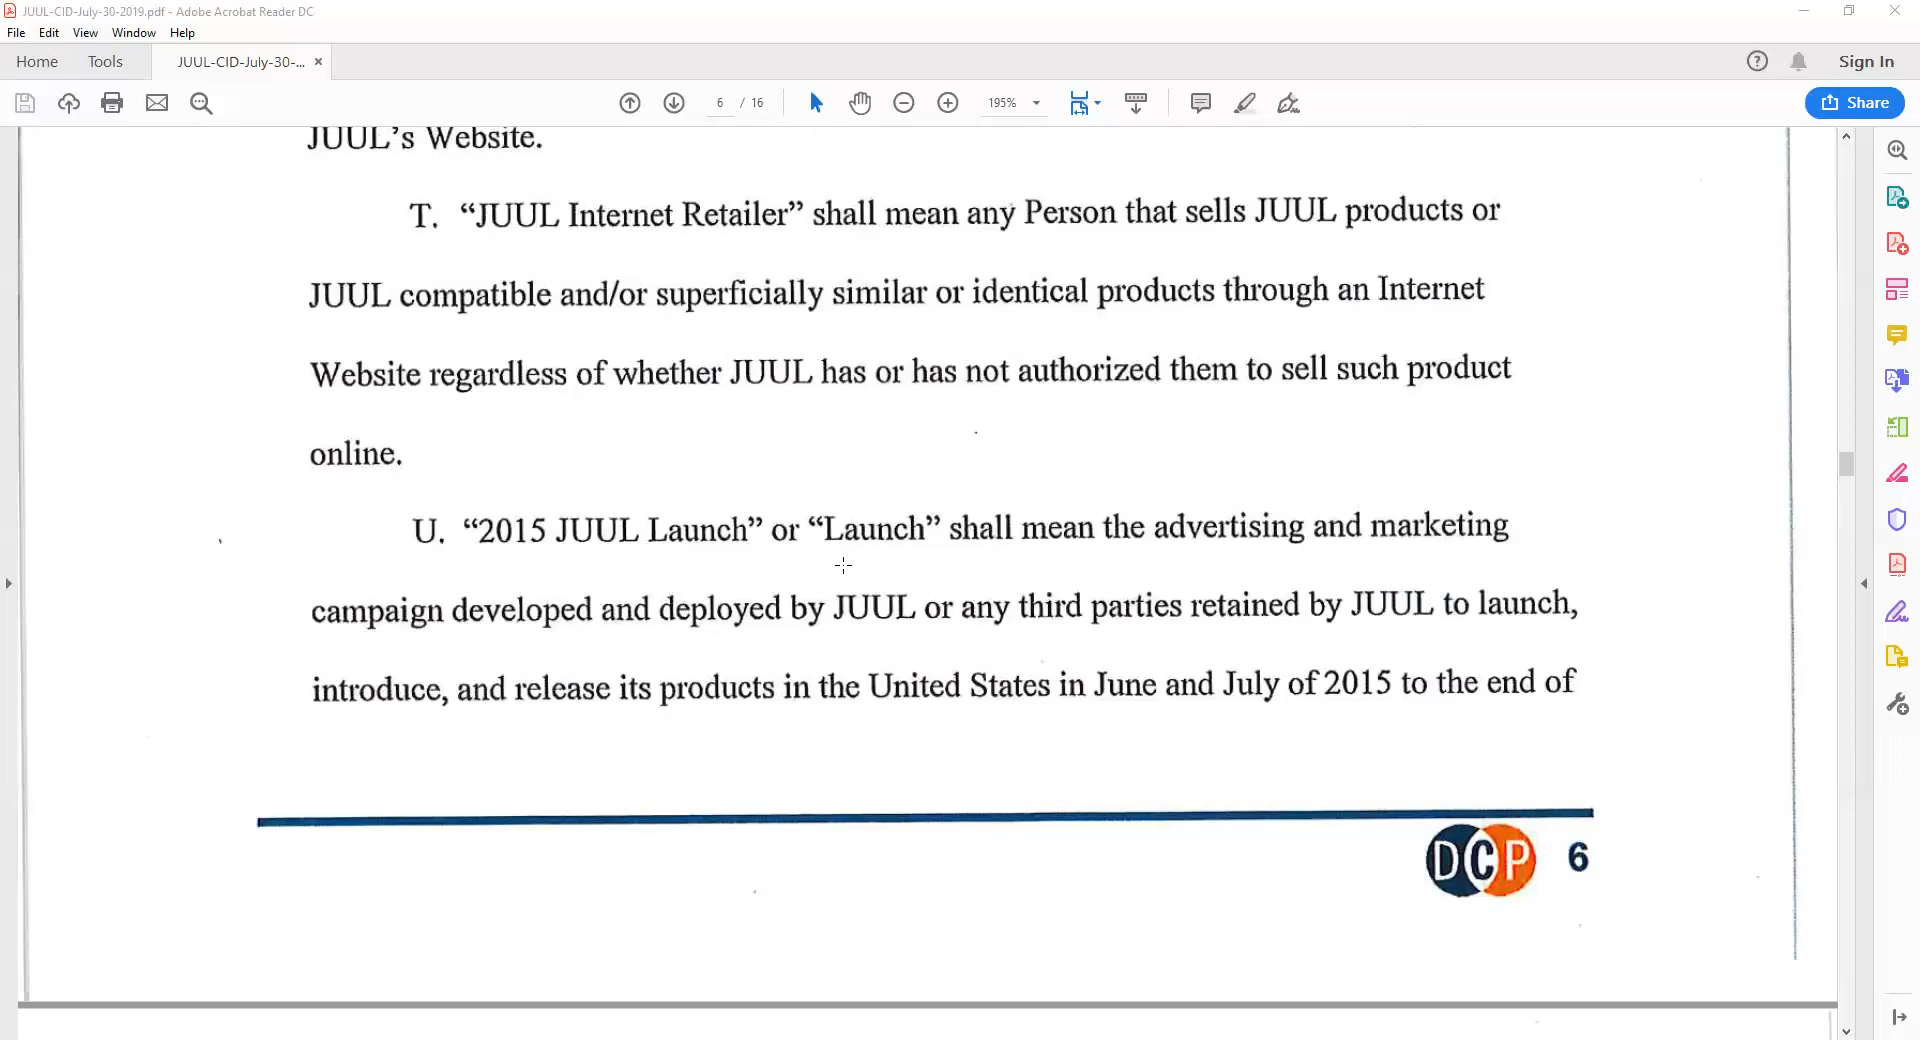 JUUL-CID-July-30-2019.pdf - Adobe Acrobat Reader DC
File Edit View Window Help
Home Tools JUUL-CID-July-30-... × Sign In
6 / 16 195% Share
JUUL's Website.
T. “JUUL Internet Retailer” shall mean any Person that sells JUUL products or
JUUL compatible and/or superficially similar or identical products through an Internet
Website regardless of whether JUUL has or has not authorized them to sell such product
online.
U. “2015 JUUL Launch” or “Launch” shall mean the advertising and marketing
campaign developed and deployed by JUUL or any third parties retained by JUUL to launch,
introduce, and release its products in the United States in June and July of 2015 to the end of
DCP 6